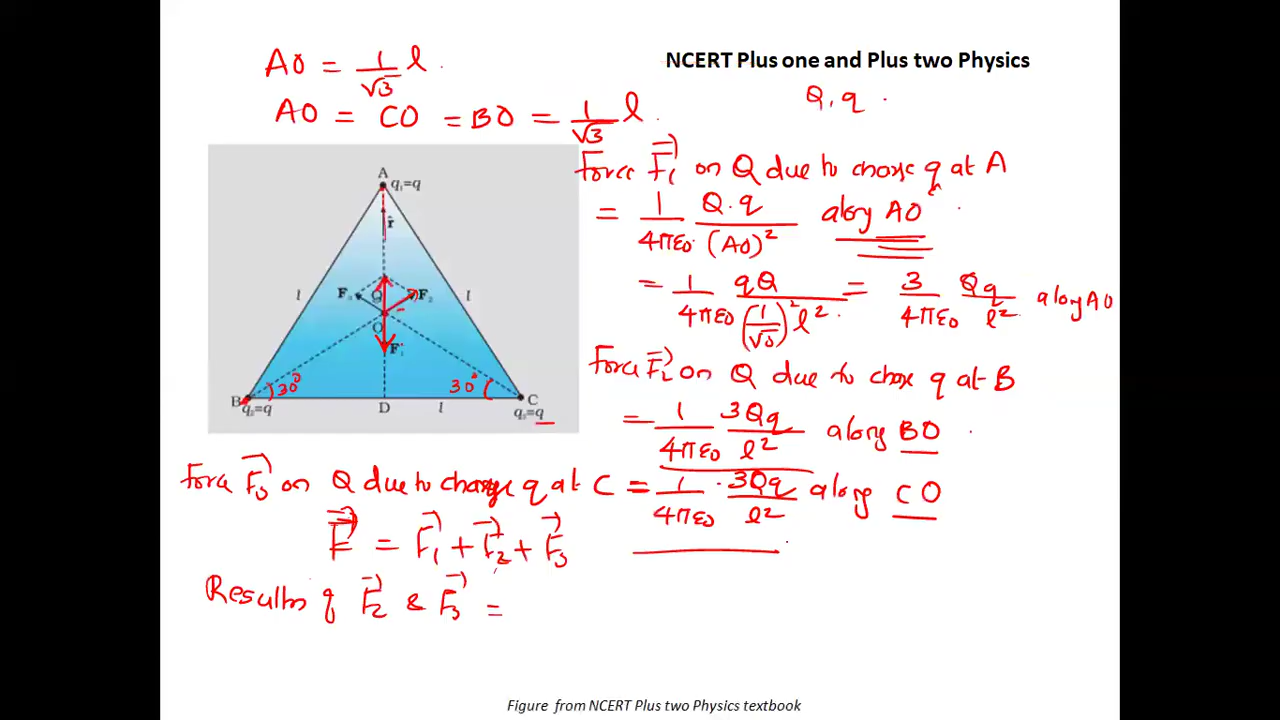 NCERT Plus one and Plus two Physics
AO = 1/√3 l
Q, q
AO = CO = BO = 1/√3 l
Force F₁ on Q due to charge q at A
= 1/4πε₀ Q.q/(AO)² along AO
= 1/4πε₀ qQ/(1/√3)² l² = 3/4πε₀ Qq/l² along AO
A
q₁=q
r̂
l
l
F₃
Q
F₂
O
F₁
30°
30°
B
q₂=q
D
l
C
q₃=q
Force F₂ on Q due to charge q at B
= 1/4πε₀ 3Qq/l² along BO
Force F₃ on Q due to charge q at C = 1/4πε₀ . 3Qq/l² along CO
F = F₁ + F₂ + F₃
F₂ & F₃ =
Figure from NCERT Plus two Physics textbook